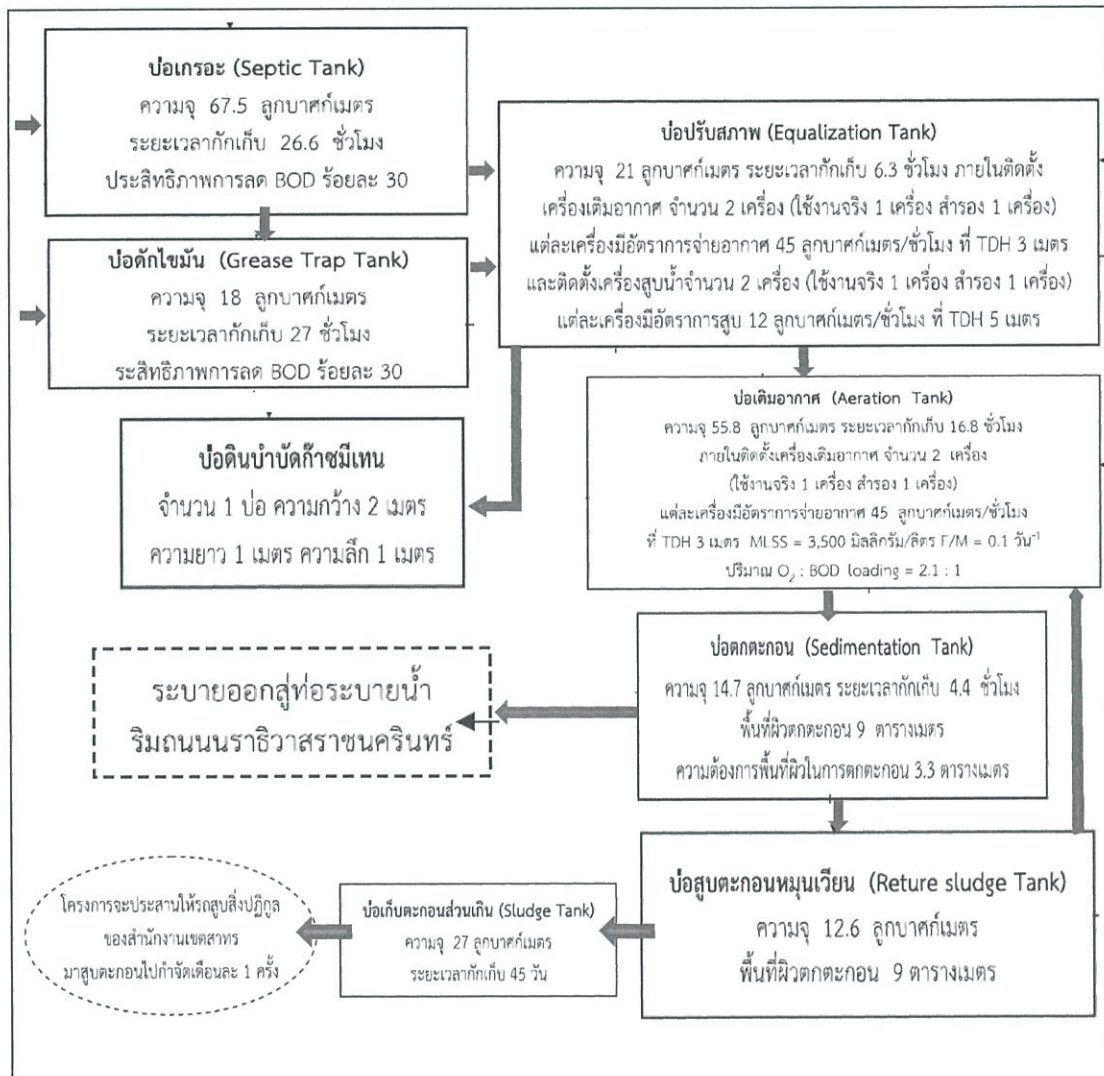 บ่อเกรอะ (Septic Tank)
ความจุ 67.5 ลูกบาศก์เมตร
ระยะเวลากักเก็บ 26.6 ชั่วโมง
ประสิทธิภาพการลด BOD ร้อยละ 30
บ่อดักไขมัน (Grease Trap Tank)
ความจุ 18 ลูกบาศก์เมตร
ระยะเวลากักเก็บ 27 ชั่วโมง
ระสิทธิภาพการลด BOD ร้อยละ 30
บ่อปรับสภาพ (Equalization Tank)
ความจุ 21 ลูกบาศก์เมตร ระยะเวลากักเก็บ 6.3 ชั่วโมง ภายในติดตั้ง
เครื่องเติมอากาศ จำนวน 2 เครื่อง (ใช้งานจริง 1 เครื่อง สำรอง 1 เครื่อง)
แต่ละเครื่องมีอัตราการจ่ายอากาศ 45 ลูกบาศก์เมตร/ชั่วโมง ที่ TDH 3 เมตร
และติดตั้งเครื่องสูบน้ำจำนวน 2 เครื่อง (ใช้งานจริง 1 เครื่อง สำรอง 1 เครื่อง)
แต่ละเครื่องมีอัตราการสูบ 12 ลูกบาศก์เมตร/ชั่วโมง ที่ TDH 5 เมตร
บ่อดินบำบัดก๊าซมีเทน
จำนวน 1 บ่อ ความกว้าง 2 เมตร
ความยาว 1 เมตร ความลึก 1 เมตร
บ่อเติมอากาศ (Aeration Tank)
ความจุ 55.8 ลูกบาศก์เมตร ระยะเวลากักเก็บ 16.8 ชั่วโมง
ภายในติดตั้งเครื่องเติมอากาศ จำนวน 2 เครื่อง
(ใช้งานจริง 1 เครื่อง สำรอง 1 เครื่อง)
แต่ละเครื่องมีอัตราการจ่ายอากาศ 45 ลูกบาศก์เมตร/ชั่วโมง
ที่ TDH 3 เมตร MLSS = 3,500 มิลลิกรัม/ลิตร F/M = 0.1 วัน⁻¹
ปริมาณ O₂ : BOD loading = 2.1 : 1
บ่อตกตะกอน (Sedimentation Tank)
ความจุ 14.7 ลูกบาศก์เมตร ระยะเวลากักเก็บ 4.4 ชั่วโมง
พื้นที่ผิวตกตะกอน 9 ตารางเมตร
ความต้องการพื้นที่ผิวในการตกตะกอน 3.3 ตารางเมตร
ระบายออกสู่ท่อระบายน้ำ
ริมถนนนราธิวาสราชนครินทร์
บ่อสูบตะกอนหมุนเวียน (Reture sludge Tank)
ความจุ 12.6 ลูกบาศก์เมตร
พื้นที่ผิวตกตะกอน 9 ตารางเมตร
บ่อเก็บตะกอนส่วนเกิน (Sludge Tank)
ความจุ 27 ลูกบาศก์เมตร
ระยะเวลากักเก็บ 45 วัน
โครงการจะประสานให้รถสูบสิ่งปฏิกูล
ของสำนักงานเขตสาทร
มาสูบตะกอนไปกำจัดเดือนละ 1 ครั้ง